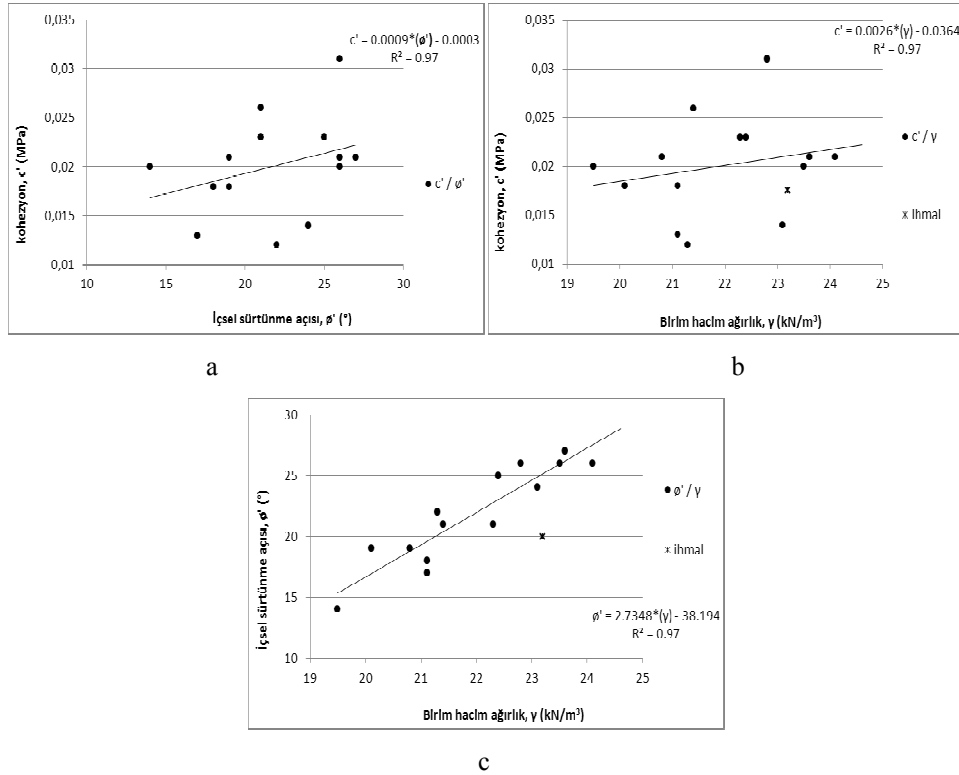 0,035
0,03
0,025
0,02
0,015
0,01
10
15
20
25
30
kohezyon, c' (MPa)
İçsel sürtünme açısı, ø' (°)
c' = 0.0009*(ø') - 0.0003
R² = 0.97
c' / ø'
a
0,035
0,03
0,025
0,02
0,015
0,01
19
20
21
22
23
24
25
kohezyon, c' (MPa)
Birim hacim ağırlık, γ (kN/m³)
c' = 0.0026*(γ) - 0.0364
R² = 0.97
c' / γ
ihmal
b
30
25
20
15
10
19
20
21
22
23
24
25
İçsel sürtünme açısı, ø' (°)
Birim hacim ağırlık, γ (kN/m³)
ø' / γ
ihmal
ø' = 2.7348*(γ) - 38.194
R² = 0.97
c